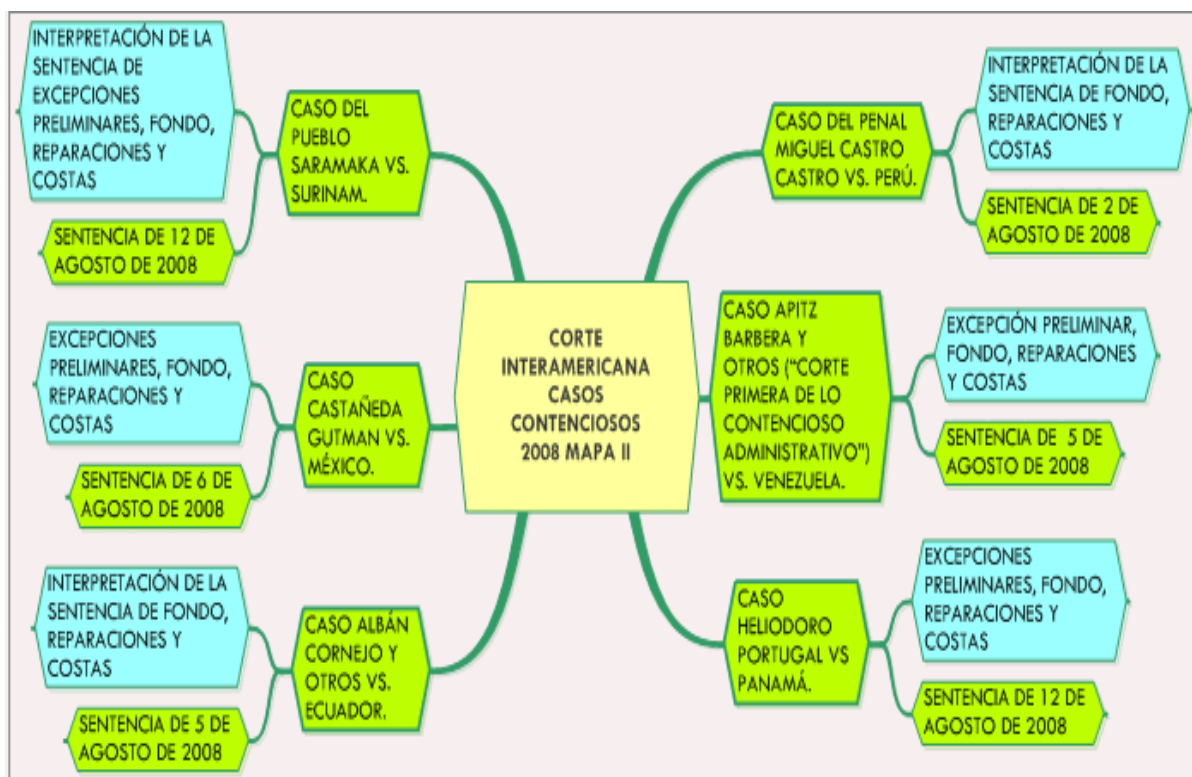 INTERPRETACIÓN DE LA
SENTENCIA DE
EXCEPCIONES
PRELIMINARES, FONDO,
REPARACIONES Y
COSTAS
SENTENCIA DE 12 DE
AGOSTO DE 2008
CASO DEL
PUEBLO
SARAMAKA VS.
SURINAM.
EXCEPCIONES
PRELIMINARES, FONDO,
REPARACIONES Y
COSTAS
SENTENCIA DE 6 DE
AGOSTO DE 2008
CASO
CASTAÑEDA
GUTMAN VS.
MÉXICO.
INTERPRETACIÓN DE LA
SENTENCIA DE FONDO,
REPARACIONES Y
COSTAS
SENTENCIA DE 5 DE
AGOSTO DE 2008
CASO ALBÁN
CORNEJO Y
OTROS VS.
ECUADOR.
CORTE
INTERAMERICANA
CASOS
CONTENCIOSOS
2008 MAPA II
CASO DEL PENAL
MIGUEL CASTRO
CASTRO VS. PERÚ.
INTERPRETACIÓN DE LA
SENTENCIA DE FONDO,
REPARACIONES Y
COSTAS
SENTENCIA DE 2 DE
AGOSTO DE 2008
CASO APITZ
BARBERA Y
OTROS (“CORTE
PRIMERA DE LO
CONTENCIOSO
ADMINISTRATIVO”)
VS. VENEZUELA.
EXCEPCIÓN PRELIMINAR,
FONDO, REPARACIONES
Y COSTAS
SENTENCIA DE 5 DE
AGOSTO DE 2008
CASO
HELIODORO
PORTUGAL VS
PANAMÁ.
EXCEPCIONES
PRELIMINARES, FONDO,
REPARACIONES Y
COSTAS
SENTENCIA DE 12 DE
AGOSTO DE 2008